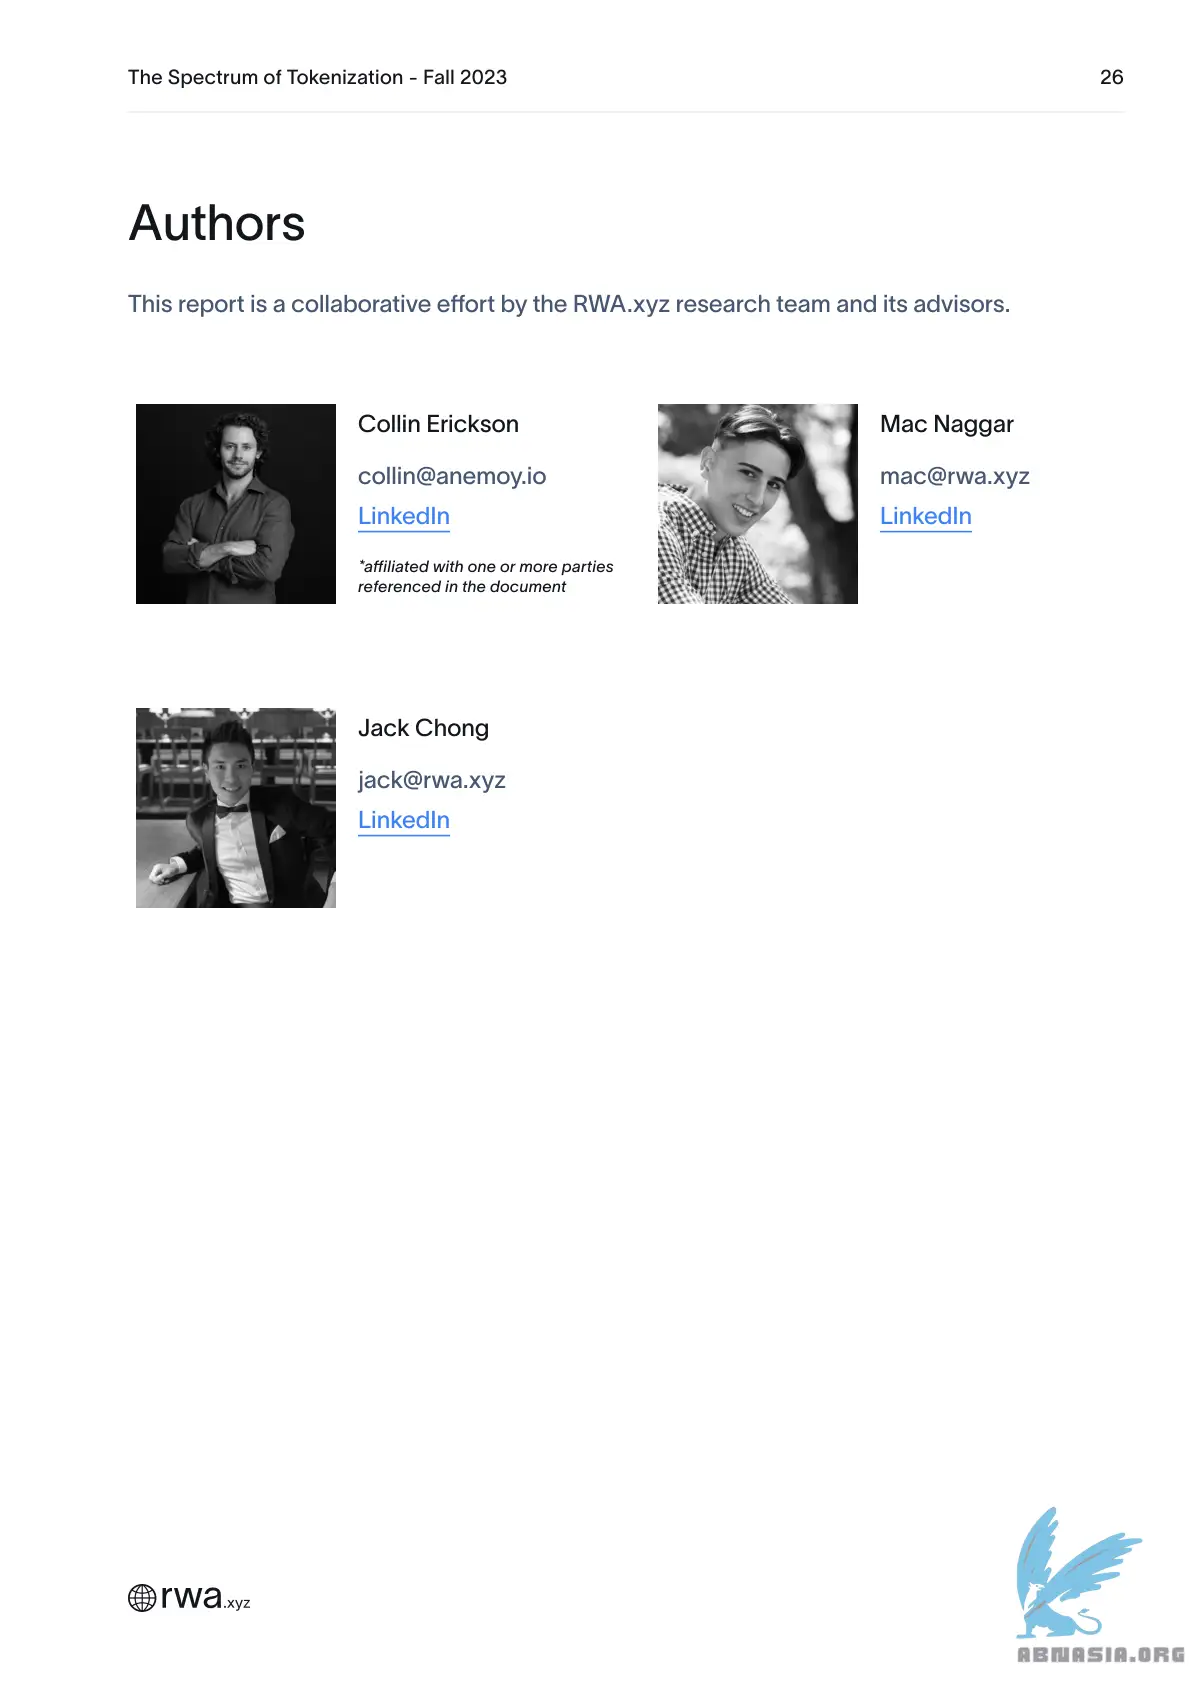 The Spectrum of Tokenization - Fall 2023
26
Authors
This report is a collaborative effort by the RWA.xyz research team and its advisors.
Collin Erickson
collin@anemoy.io
LinkedIn
*affiliated with one or more parties
referenced in the document
Mac Naggar
mac@rwa.xyz
LinkedIn
Jack Chong
jack@rwa.xyz
LinkedIn
rwa.xyz
ABNASIA.ORG